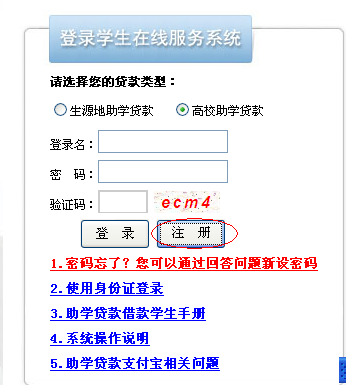 登录学生在线服务系统
请选择您的贷款类型：
生源地助学贷款 高校助学贷款
登录名：
密 码：
验证码： ecm4
登 录 注 册
1.密码忘了？您可以通过回答问题新设密码
2.使用身份证登录
3.助学贷款借款学生手册
4.系统操作说明
5.助学贷款支付宝相关问题